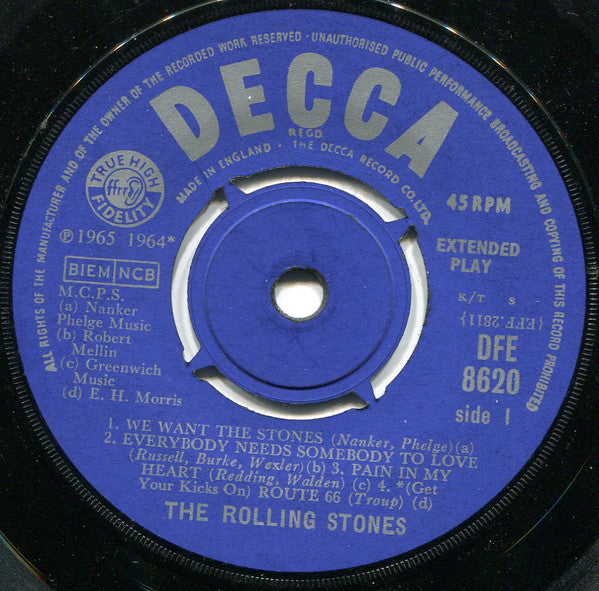 ALL RIGHTS OF THE MANUFACTURER AND OF THE OWNER OF THE RECORDED WORK RESERVED · UNAUTHORISED PUBLIC PERFORMANCE BROADCASTING AND COPYING OF THIS RECORD PROHIBITED
DECCA
REGD
MADE IN ENGLAND · THE DECCA RECORD CO. LTD.
TRUE HIGH
ffrr
FIDELITY
℗ 1965 1964*
BIEM NCB
M.C.P.S.
(a) Nanker
Phelge Music
(b) Robert
Mellin
(c) Greenwich
Music
(d) E. H. Morris
45 RPM
EXTENDED
PLAY
K/T S
{EFF.2811}
DFE
8620
side 1
1. WE WANT THE STONES (Nanker, Phelge)(a)
2. EVERYBODY NEEDS SOMEBODY TO LOVE
(Russell, Burke, Wexler)(b) 3. PAIN IN MY
HEART (Redding, Walden) (c) 4. *(Get
Your Kicks On) ROUTE 66 (Troup) (d)
THE ROLLING STONES